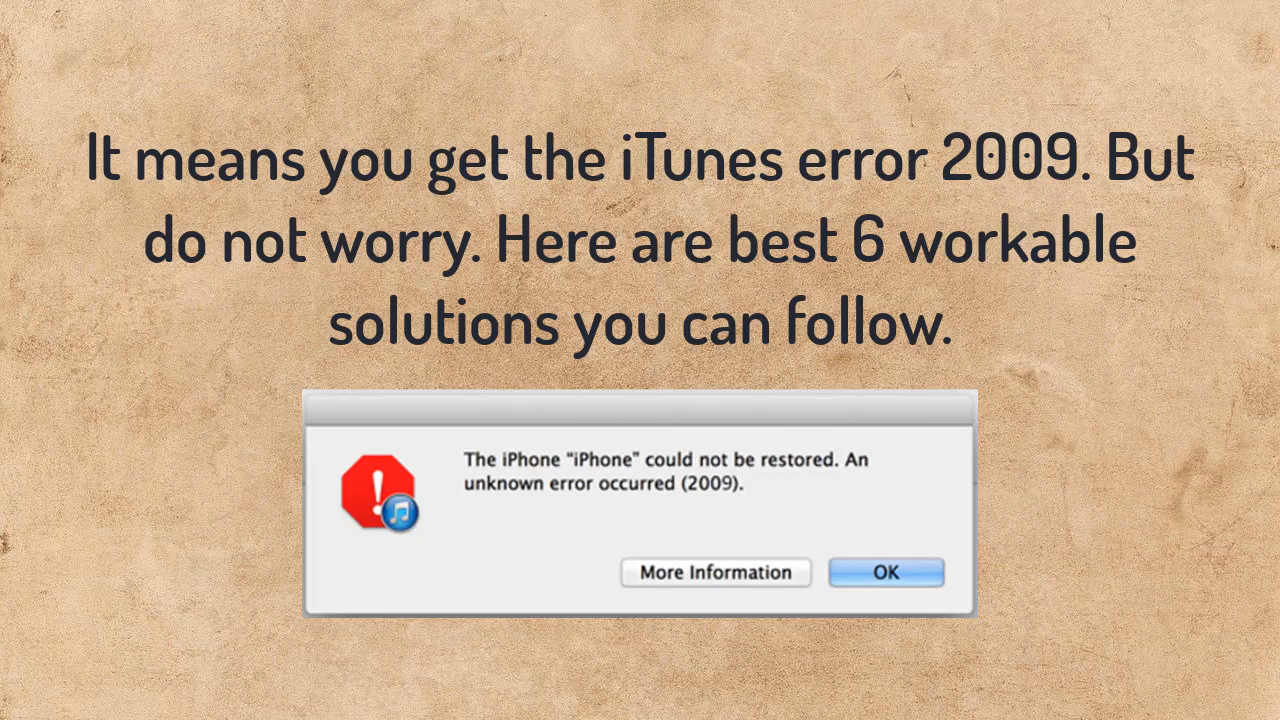 It means you get the iTunes error 2009. But
do not worry. Here are best 6 workable
solutions you can follow.
The iPhone “iPhone” could not be restored. An
unknown error occurred (2009).
More Information
OK